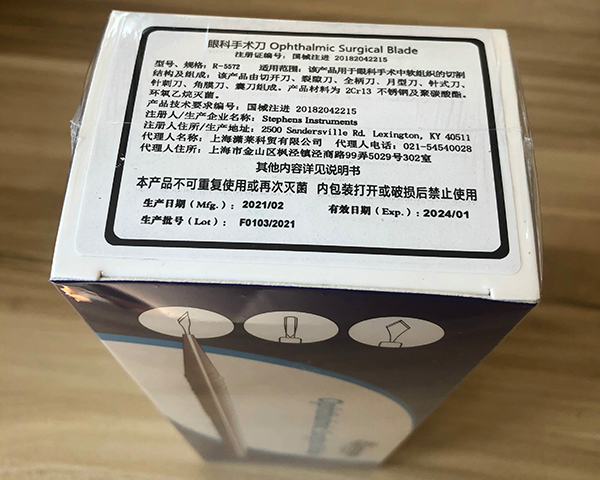 眼科手术刀 Ophthalmic Surgical Blade
注册证编号：国械注进 20182042215
型号、规格：R-5572 适用范围：该产品用于眼科手术中软组织的切割
结构及组成：该产品由切开刀、裂隙刀、全柄刀、月型刀、针式刀、
针刺刀、角膜刀、囊刀组成。产品材料为 2Cr13 不锈钢及聚碳酸酯。
环氧乙烷灭菌。
产品技术要求编号：国械注进 20182042215
注册人/生产企业名称：Stephens Instruments
注册人住所/生产地址：2500 Sandersville Rd. Lexington, KY 40511
代理人名称：上海潇莱科贸有限公司 代理人电话：021-54540028
代理人住所：上海市金山区枫泾镇泾商路99弄5029号302室
其他内容详见说明书
本产品不可重复使用或再次灭菌 内包装打开或破损后禁止使用
生产日期（Mfg.）：2021/02 有效日期（Exp.）：2024/01
生产批号（Lot）：F0103/2021